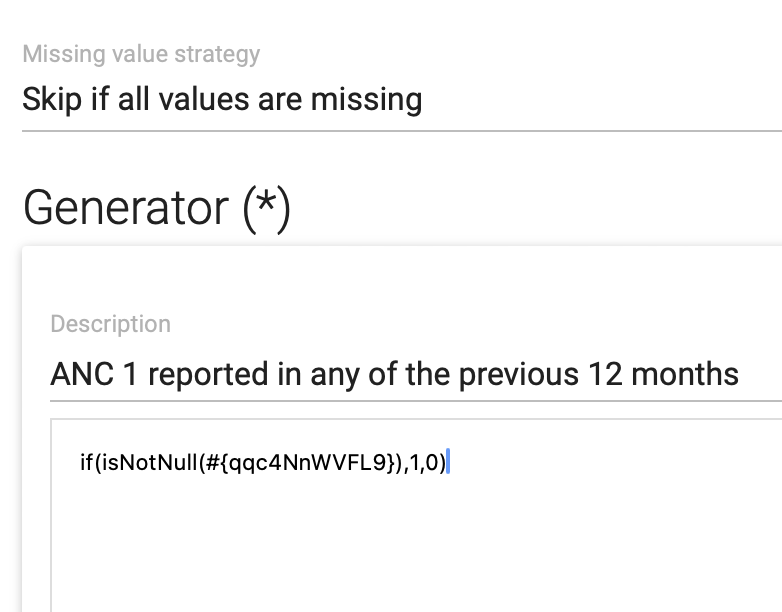 Missing value strategy
Skip if all values are missing
Generator (*)
Description
ANC 1 reported in any of the previous 12 months
if(isNotNull(#{qqc4NnWVFL9}),1,0)